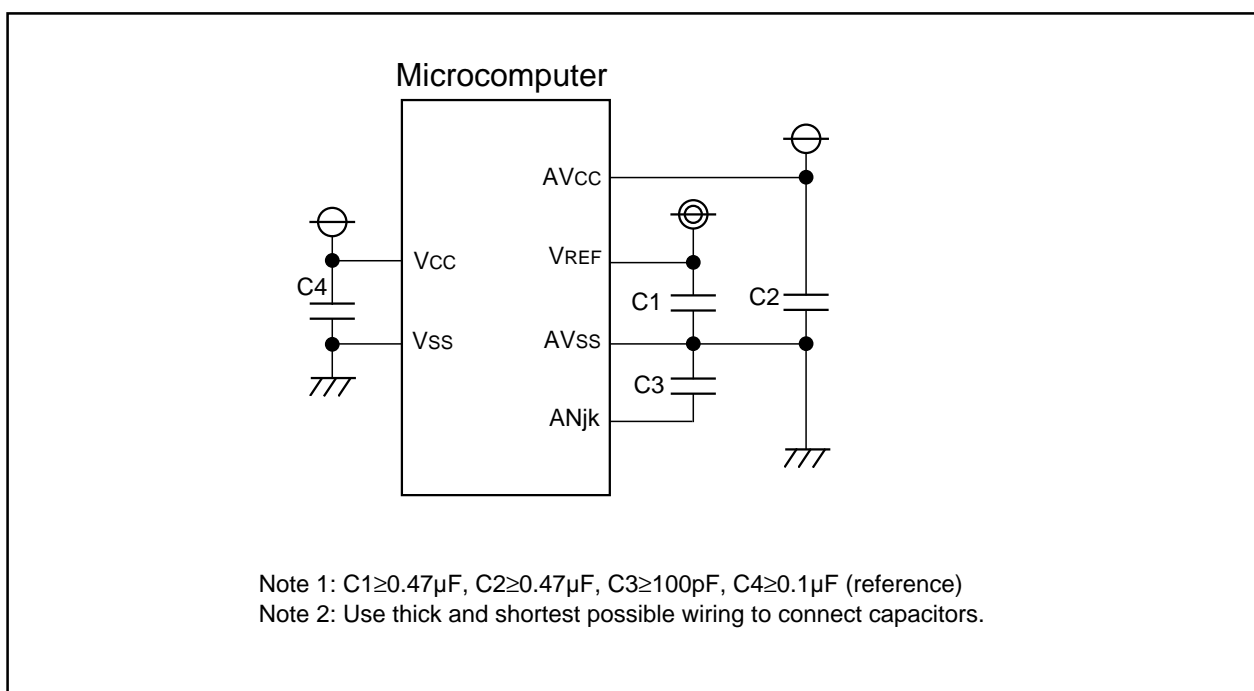 Microcomputer
AVCC
VREF
VCC
C4
C1
C2
VSS
AVSS
C3
ANjk
Note 1: C1≥0.47µF, C2≥0.47µF, C3≥100pF, C4≥0.1µF (reference)
Note 2: Use thick and shortest possible wiring to connect capacitors.